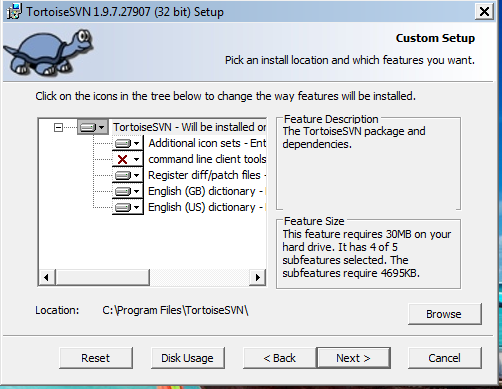 TortoiseSVN 1.9.7.27907 (32 bit) Setup
Custom Setup
Pick an install location and which features you want.
Click on the icons in the tree below to change the way features will be installed.
TortoiseSVN - Will be installed or
Additional icon sets - Ent
command line client tools
Register diff/patch files -
English (GB) dictionary -
English (US) dictionary -
Feature Description
The TortoiseSVN package and
dependencies.
Feature Size
This feature requires 30MB on your
hard drive. It has 4 of 5
subfeatures selected. The
subfeatures require 4695KB.
Location: C:\Program Files\TortoiseSVN\
Browse
Reset Disk Usage < Back Next > Cancel